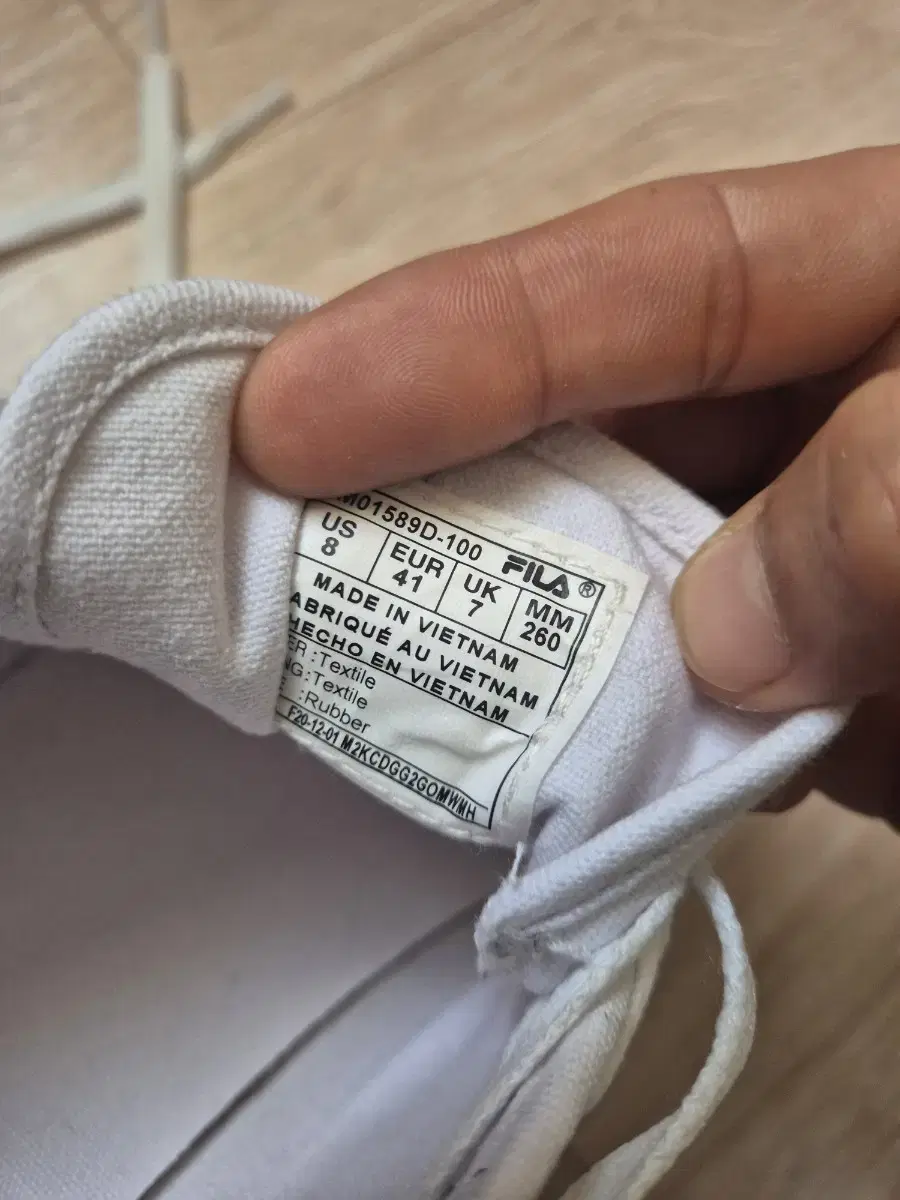 M01589D-100 FILA®
US EUR UK MM
8 41 7 260
MADE IN VIETNAM
FABRIQUÉ AU VIETNAM
HECHO EN VIETNAM
:Textile
:Textile
:Rubber
F20-12-01 M2KCDGG2GOMWMH